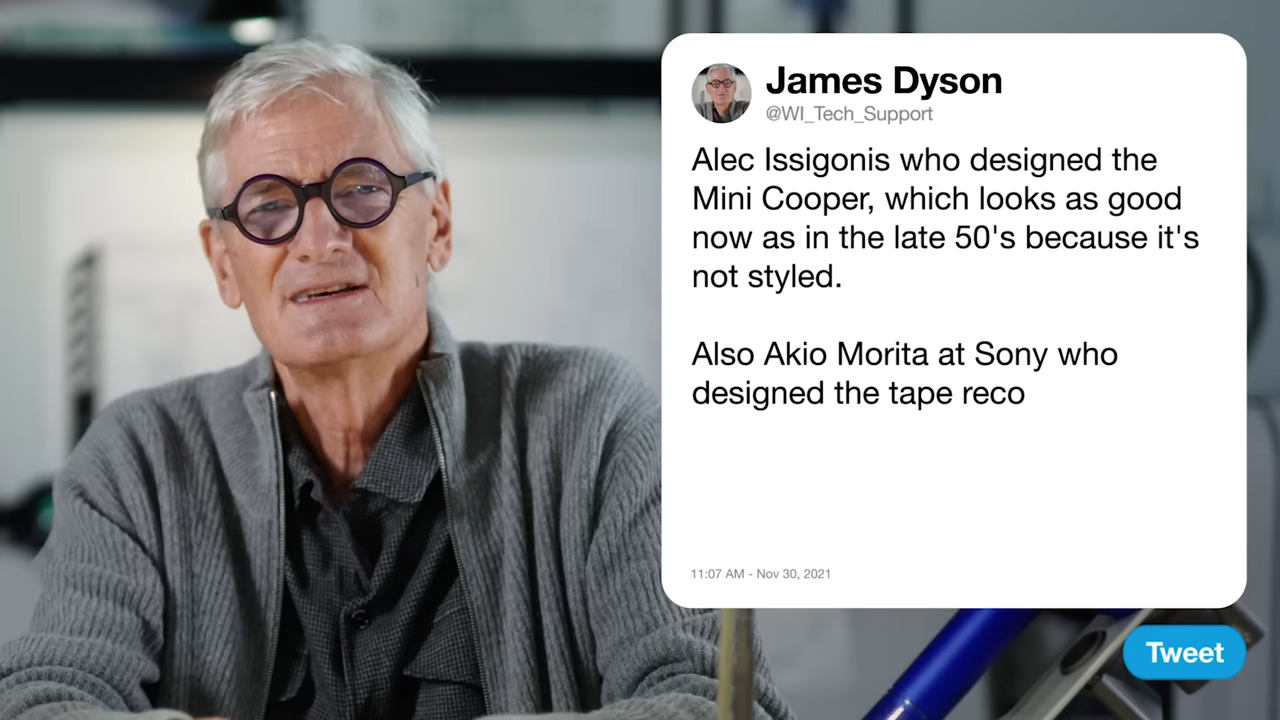 James Dyson
@WI_Tech_Support
Alec Issigonis who designed the
Mini Cooper, which looks as good
now as in the late 50's because it's
not styled.
Also Akio Morita at Sony who
designed the tape reco
11:07 AM - Nov 30, 2021
Tweet